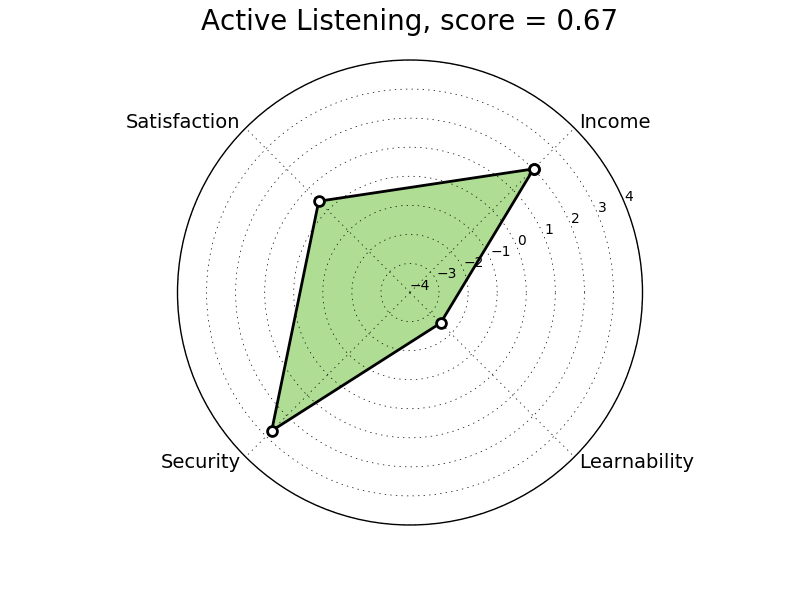 Active Listening, score = 0.67
Satisfaction
Income
4
3
2
1
0
−1
−2
−3
−4
Security
Learnability